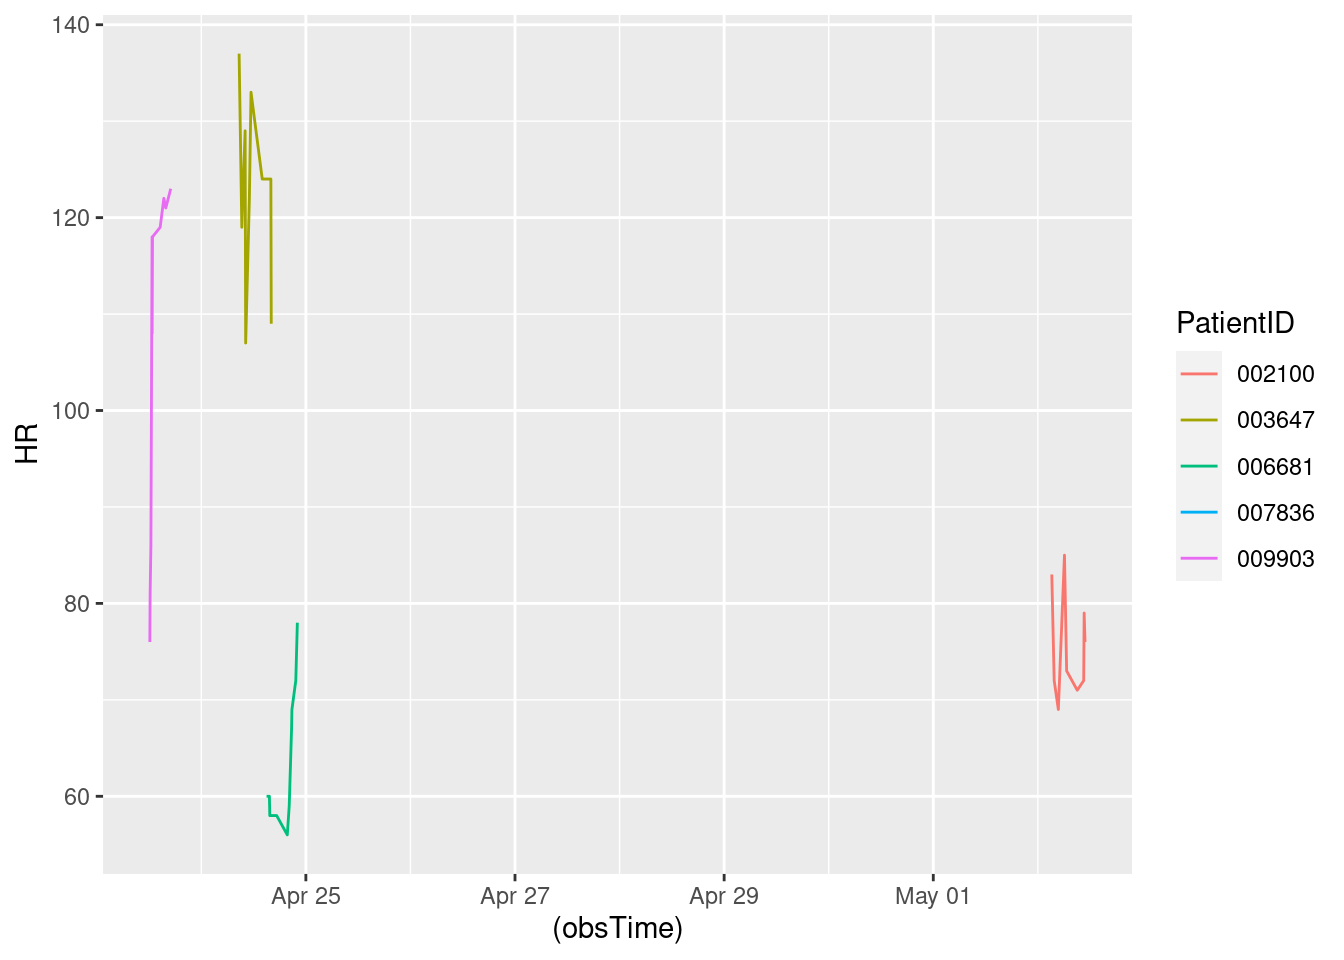 140
120
100
80
60
HR
Apr 25
Apr 27
Apr 29
May 01
(obsTime)
PatientID
002100
003647
006681
007836
009903